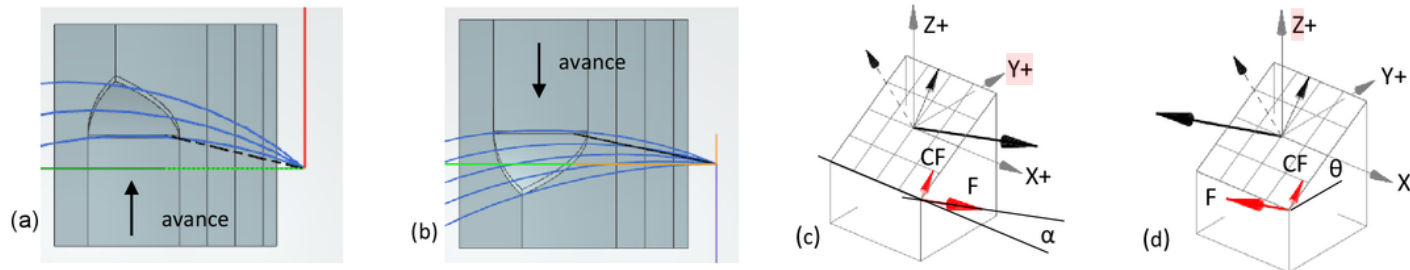 (a)
avance
(b)
avance
(c)
Z+
Y+
X+
CF
F
α
(d)
Z+
Y+
X
CF
θ
F